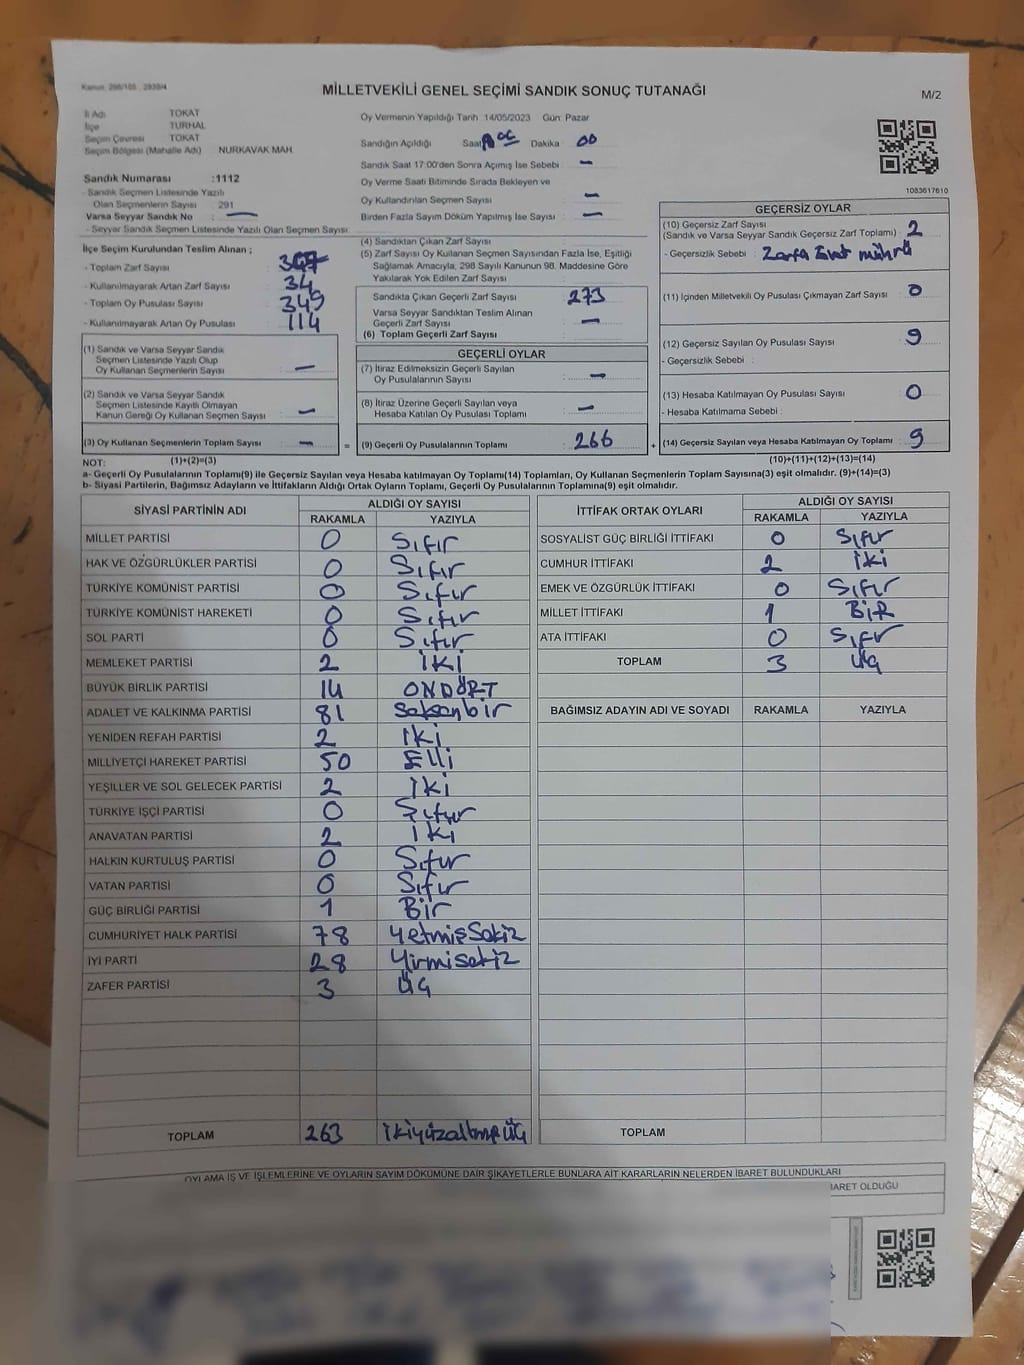 Kanun: 298/105 , 2839/4
MİLLETVEKİLİ GENEL SEÇİMİ SANDIK SONUÇ TUTANAĞI
M/2
İl Adı TOKAT
İlçe TURHAL
Seçim Çevresi TOKAT
Seçim Bölgesi (Mahalle Adı) NURKAVAK MAH.
Sandık Numarası :1112
- Sandık Seçmen Listesinde Yazılı
Olan Seçmenlerin Sayısı : 291
Varsa Seyyar Sandık No : —
- Seyyar Sandık Seçmen Listesinde Yazılı Olan Seçmen Sayısı:
Oy Vermenin Yapıldığı Tarih 14/05/2023 Gün: Pazar
Sandığın Açıldığı Saat Dakika : 00
Sandık Saat 17:00'den Sonra Açımış İse Sebebi : —
Oy Verme Saati Bitiminde Sırada Bekleyen ve
Oy Kullandırılan Seçmen Sayısı : —
Birden Fazla Sayım Döküm Yapılmış İse Sayısı : —
1083617610
İlçe Seçim Kurulundan Teslim Alınan ;
- Toplam Zarf Sayısı :
- Kullanılmayarak Artan Zarf Sayısı : 34
- Toplam Oy Pusulası Sayısı : 349
- Kullanılmayarak Artan Oy Pusulası : 114
(4) Sandıktan Çıkan Zarf Sayısı
(5) Zarf Sayısı Oy Kullanan Seçmen Sayısından Fazla İse, Eşitliği
Sağlamak Amacıyla, 298 Sayılı Kanunun 98. Maddesine Göre
Yakılarak Yok Edilen Zarf Sayısı :
Sandıkta Çıkan Geçerli Zarf Sayısı : 273
Varsa Seyyar Sandıktan Teslim Alınan
Geçerli Zarf Sayısı : —
(6) Toplam Geçerli Zarf Sayısı :
GEÇERSİZ OYLAR
(10) Geçersiz Zarf Sayısı
(Sandık ve Varsa Seyyar Sandık Geçersiz Zarf Toplamı) : 2
- Geçersizlik Sebebi : Zarfa Evet mührü
(11) İçinden Milletvekili Oy Pusulası Çıkmayan Zarf Sayısı : 0
(12) Geçersiz Sayılan Oy Pusulası Sayısı : 9
- Geçersizlik Sebebi :
(13) Hesaba Katılmayan Oy Pusulası Sayısı : 0
- Hesaba Katılmama Sebebi :
(14) Geçersiz Sayılan veya Hesaba Katılmayan Oy Toplamı : 9
(10)+(11)+(12)+(13)=(14)
(1) Sandık ve Varsa Seyyar Sandık
Seçmen Listesinde Yazılı Olup
Oy Kullanan Seçmenlerin Sayısı : —
(2) Sandık ve Varsa Seyyar Sandık
Seçmen Listesinde Kayıtlı Olmayan
Kanun Gereği Oy Kullanan Seçmen Sayısı : —
(3) Oy Kullanan Seçmenlerin Toplam Sayısı : — =
(1)+(2)=(3)
GEÇERLİ OYLAR
(7) İtiraz Edilmeksizin Geçerli Sayılan
Oy Pusulalarının Sayısı : —
(8) İtiraz Üzerine Geçerli Sayılan veya
Hesaba Katılan Oy Pusulası Toplamı : —
(9) Geçerli Oy Pusulalarının Toplamı : 266 +
NOT:
a- Geçerli Oy Pusulalarının Toplamı(9) ile Geçersiz Sayılan veya Hesaba katılmayan Oy Toplamı(14) Toplamları, Oy Kullanan Seçmenlerin Toplam Sayısına(3) eşit olmalıdır. (9)+(14)=(3)
b- Siyasi Partilerin, Bağımsız Adayların ve İttifakların Aldığı Ortak Oyların Toplamı, Geçerli Oy Pusulalarının Toplamına(9) eşit olmalıdır.
SİYASİ PARTİNİN ADI ALDIĞI OY SAYISI
RAKAMLA YAZIYLA
MİLLET PARTİSİ 0 Sıfır
HAK VE ÖZGÜRLÜKLER PARTİSİ 0 Sıfır
TÜRKİYE KOMÜNİST PARTİSİ 0 Sıfır
TÜRKİYE KOMÜNİST HAREKETİ 0 Sıfır
SOL PARTİ 0 Sıfır
MEMLEKET PARTİSİ 2 İKİ
BÜYÜK BİRLİK PARTİSİ 14 ONDÖRT
ADALET VE KALKINMA PARTİSİ 81 Seksenbir
YENİDEN REFAH PARTİSİ 2 İKİ
MİLLİYETÇİ HAREKET PARTİSİ 50 Elli
YEŞİLLER VE SOL GELECEK PARTİSİ 2 İKİ
TÜRKİYE İŞÇİ PARTİSİ 0 Sıfır
ANAVATAN PARTİSİ 2 İKİ
HALKIN KURTULUŞ PARTİSİ 0 Sıfır
VATAN PARTİSİ 0 Sıfır
GÜÇ BİRLİĞİ PARTİSİ 1 Bir
CUMHURİYET HALK PARTİSİ 78 Yetmişsekiz
İYİ PARTİ 28 Yirmisekiz
ZAFER PARTİSİ 3 Üç
TOPLAM 263 ikiyüzaltmışÜç
İTTİFAK ORTAK OYLARI ALDIĞI OY SAYISI
RAKAMLA YAZIYLA
SOSYALİST GÜÇ BİRLİĞİ İTTİFAKI 0 Sıfır
CUMHUR İTTİFAKI 2 İki
EMEK VE ÖZGÜRLÜK İTTİFAKI 0 Sıfır
MİLLET İTTİFAKI 1 BİR
ATA İTTİFAKI 0 Sıfır
TOPLAM 3 Üç
BAĞIMSIZ ADAYIN ADI VE SOYADI RAKAMLA YAZIYLA
TOPLAM
OYLAMA İŞ VE İŞLEMLERİNE VE OYLARIN SAYIM DÖKÜMÜNE DAİR ŞİKAYETLERLE BUNLARA AİT KARARLARIN NELERDEN İBARET BULUNDUKLARI
BARET OLDUĞU